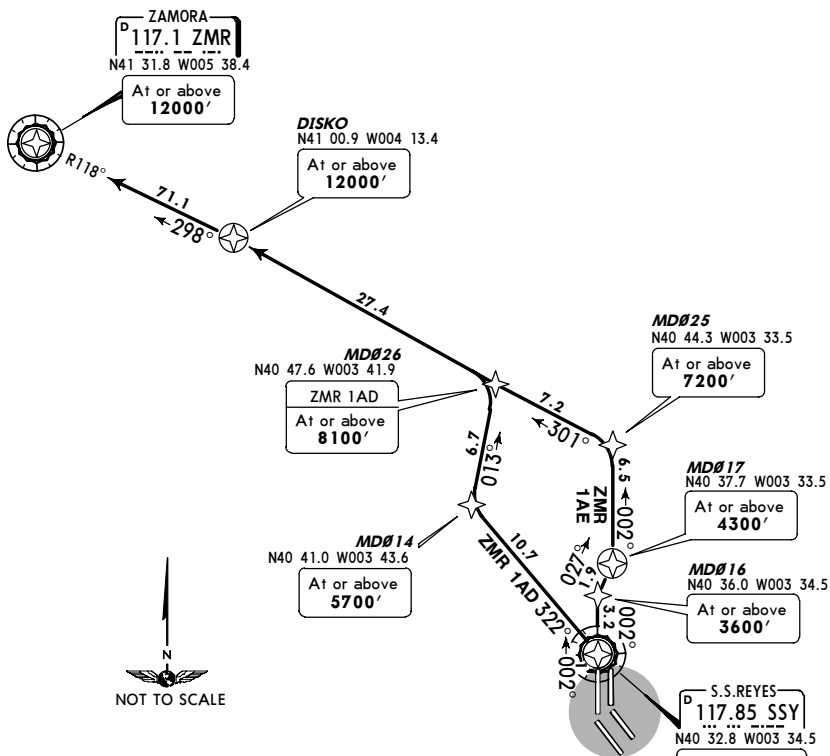 ZAMORA
D 117.1 ZMR
N41 31.8 W005 38.4
At or above
12000'
R118°
71.1
298°
DISKO
N41 00.9 W004 13.4
At or above
12000'
27.4
MDØ26
N40 47.6 W003 41.9
ZMR 1AD
At or above
8100'
MDØ25
N40 44.3 W003 33.5
At or above
7200'
7.2
301°
6.7
013°
6.5
002°
ZMR
1AE
MDØ17
N40 37.7 W003 33.5
At or above
4300'
MDØ14
N40 41.0 W003 43.6
At or above
5700'
10.7
ZMR 1AD 322°
027°
1.9
MDØ16
N40 36.0 W003 34.5
At or above
3600'
3.2
002°
002°
N
NOT TO SCALE
S.S.REYES
D 117.85 SSY
N40 32.8 W003 34.5